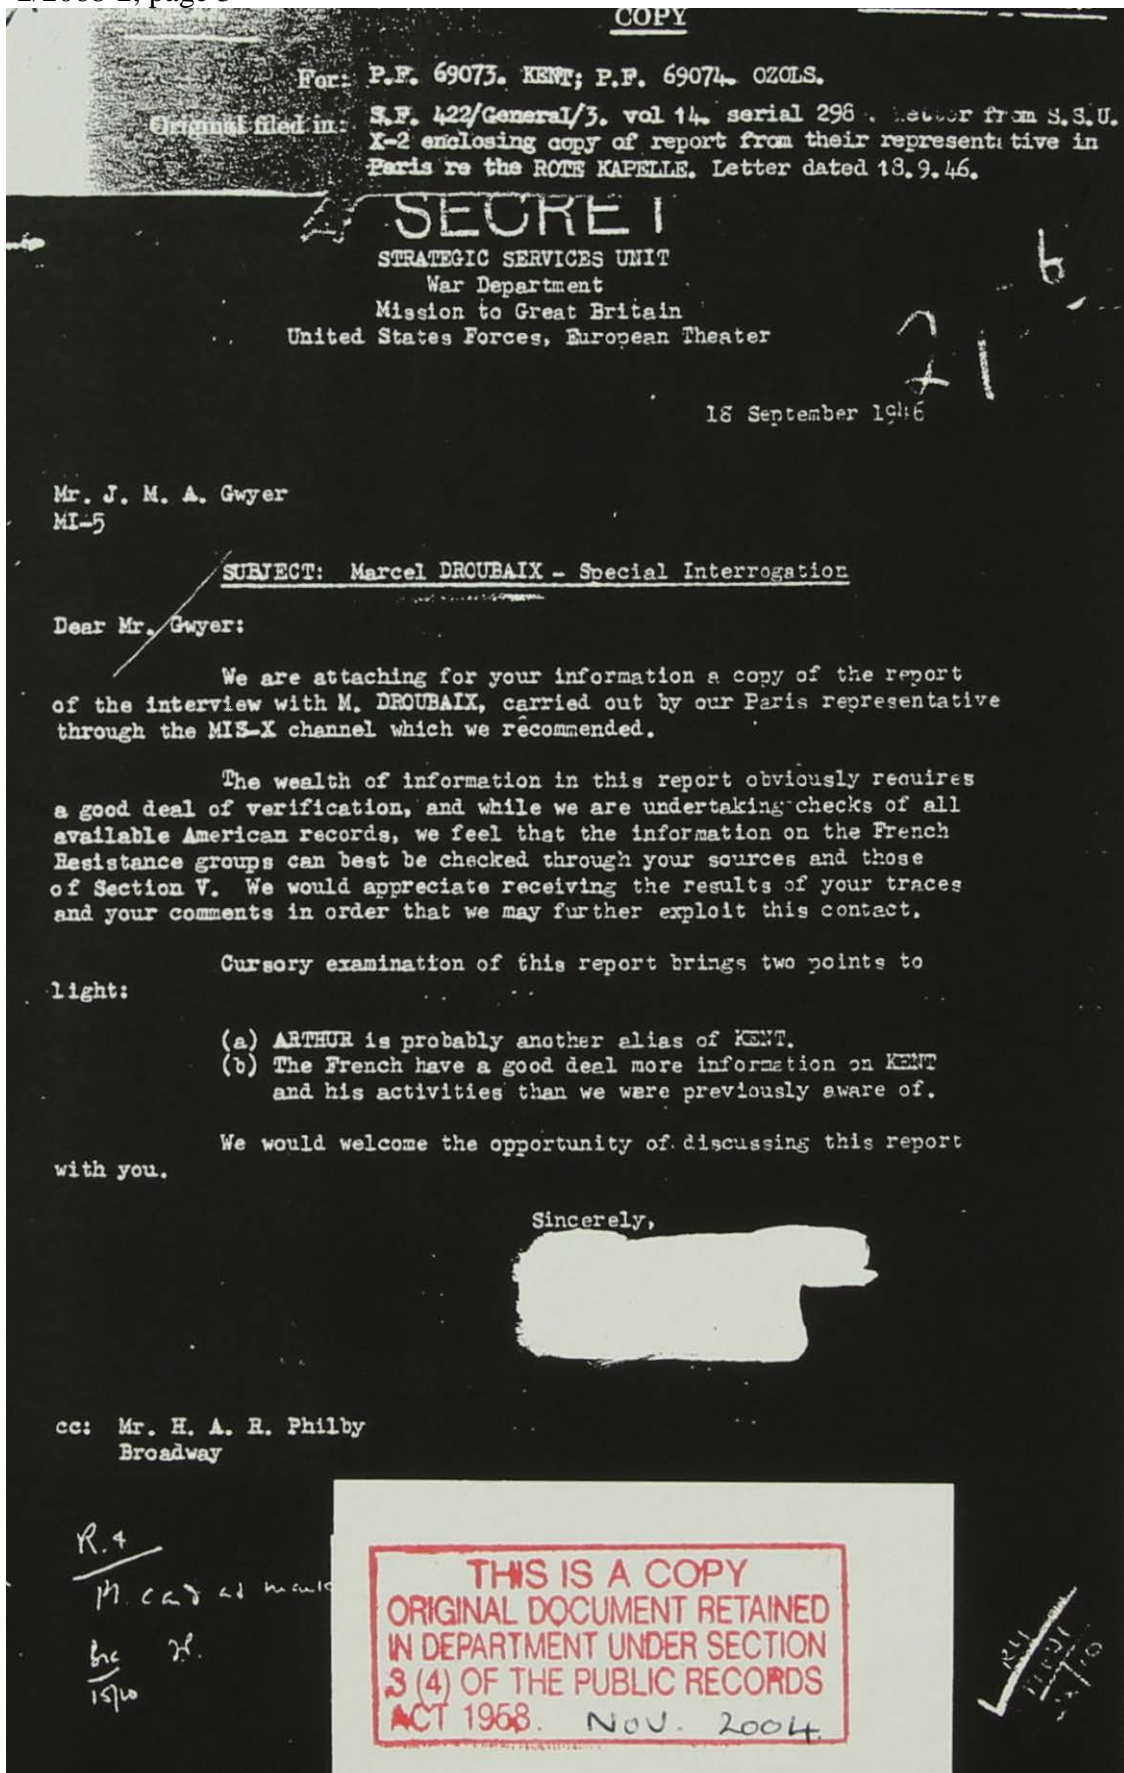 COPY
For: P.F. 69073. KENT; P.F. 69074. OZOLS.
Original filed in: S.F. 422/General/3. vol 14. serial 298. Letter from S.S.U.
X-2 enclosing copy of report from their representative in
Paris re the ROTE KAPELLE. Letter dated 18.9.46.
SECRET
STRATEGIC SERVICES UNIT
War Department
Mission to Great Britain
United States Forces, European Theater
18 September 1946
Mr. J. M. A. Gwyer
MI-5
SUBJECT: Marcel DROUBAIX - Special Interrogation
Dear Mr. Gwyer:
We are attaching for your information a copy of the report
of the interview with M. DROUBAIX, carried out by our Paris representative
through the MIS-X channel which we recommended.
The wealth of information in this report obviously requires
a good deal of verification, and while we are undertaking checks of all
available American records, we feel that the information on the French
Resistance groups can best be checked through your sources and those
of Section V. We would appreciate receiving the results of your traces
and your comments in order that we may further exploit this contact.
Cursory examination of this report brings two points to
light:
(a) ARTHUR is probably another alias of KENT.
(b) The French have a good deal more information on KENT
and his activities than we were previously aware of.
We would welcome the opportunity of discussing this report
with you.
Sincerely,
cc: Mr. H. A. R. Philby
Broadway
R.4
THIS IS A COPY
ORIGINAL DOCUMENT RETAINED
IN DEPARTMENT UNDER SECTION
3 (4) OF THE PUBLIC RECORDS
ACT 1958. Nov. 2004.